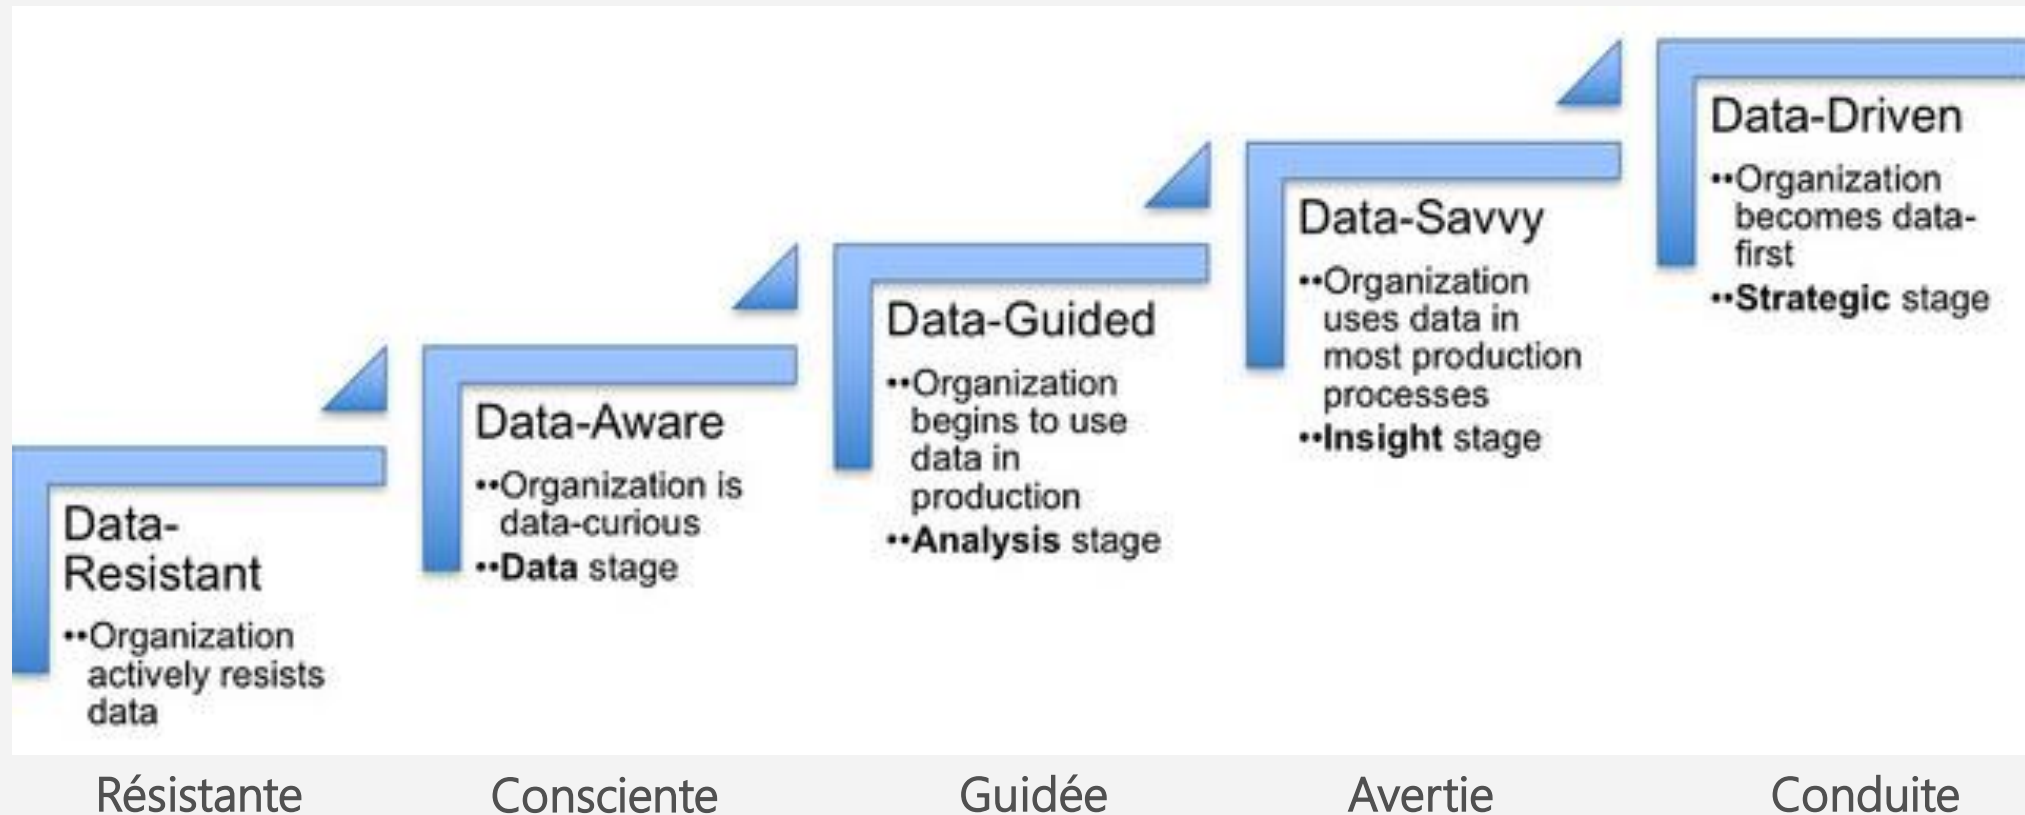 Data-
Resistant
••Organization
actively resists
data
Data-Aware
••Organization is
data-curious
••Data stage
Data-Guided
••Organization
begins to use
data in
production
••Analysis stage
Data-Savvy
••Organization
uses data in
most production
processes
••Insight stage
Data-Driven
••Organization
becomes data-
first
••Strategic stage
Résistante
Consciente
Guidée
Avertie
Conduite